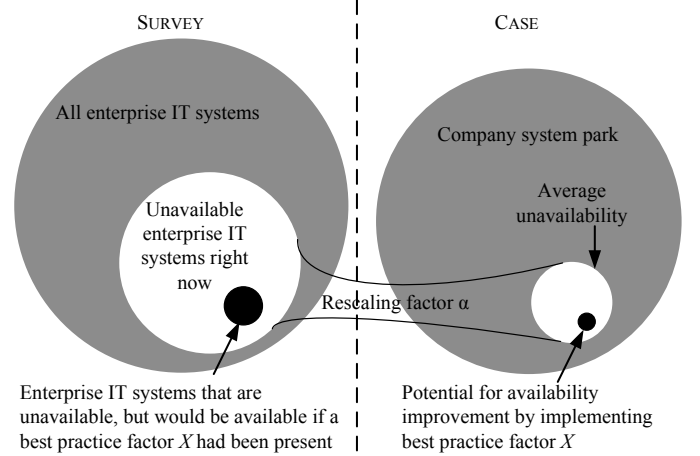 SURVEY
CASE
All enterprise IT systems
Company system park
Average
unavailability
Unavailable
enterprise IT
systems right
now
Rescaling factor α
Enterprise IT systems that are
unavailable, but would be available if a
best practice factor X had been present
Potential for availability
improvement by implementing
best practice factor X